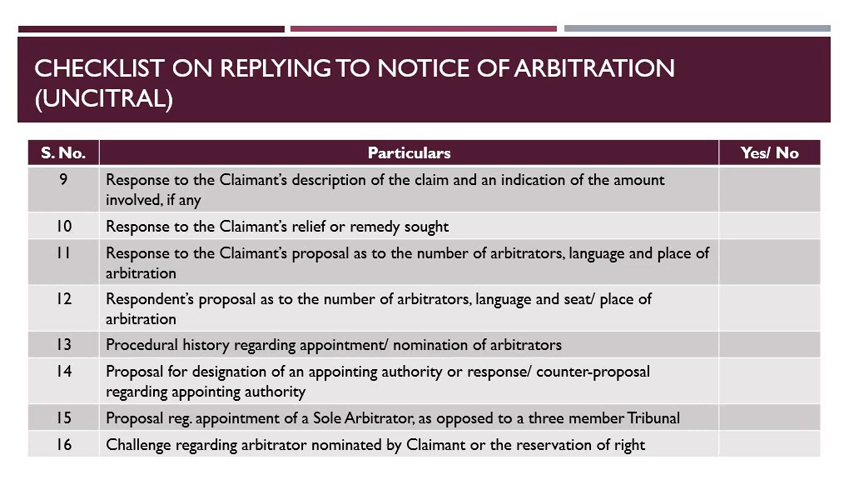 CHECKLIST ON REPLYING TO NOTICE OF ARBITRATION
(UNCITRAL)
S. No. Particulars Yes/ No
9 Response to the Claimant's description of the claim and an indication of the amount
involved, if any
10 Response to the Claimant's relief or remedy sought
11 Response to the Claimant's proposal as to the number of arbitrators, language and place of
arbitration
12 Respondent's proposal as to the number of arbitrators, language and seat/ place of
arbitration
13 Procedural history regarding appointment/ nomination of arbitrators
14 Proposal for designation of an appointing authority or response/ counter-proposal
regarding appointing authority
15 Proposal reg. appointment of a Sole Arbitrator, as opposed to a three member Tribunal
16 Challenge regarding arbitrator nominated by Claimant or the reservation of right